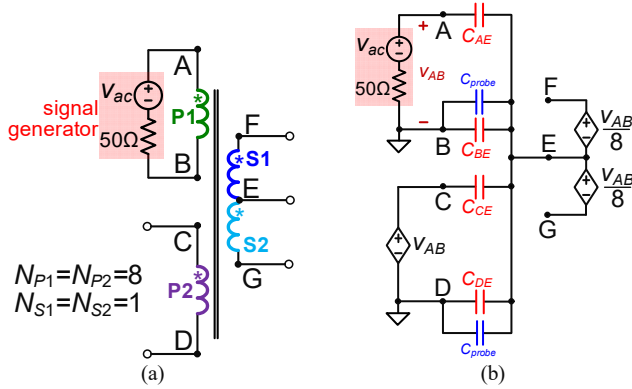 A
V_ac
50Ω
P1
*
signal
generator
B
F
* S1
E
S2
G
C
*
P2
D
N_P1=N_P2=8
N_S1=N_S2=1
(a)
A
+
C_AE
V_ac
50Ω
V_AB
C_probe
−
B
C_BE
F
V_AB
8
E
V_AB
8
G
C
C_CE
V_AB
D
C_DE
C_probe
(b)